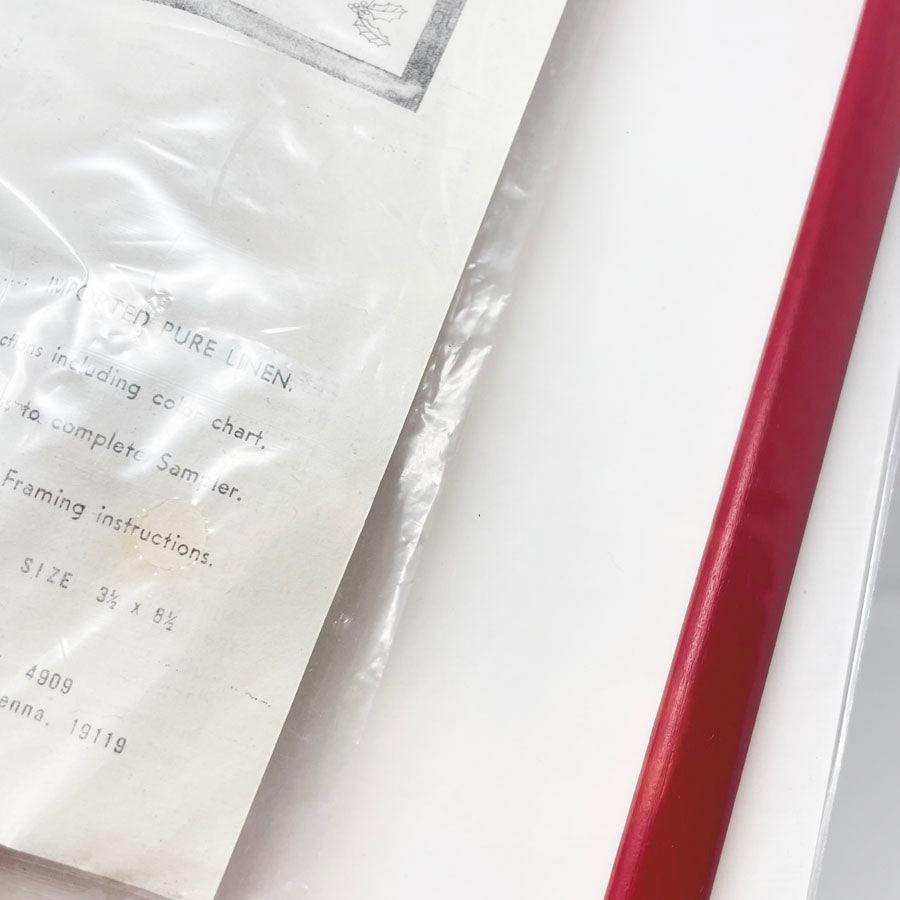 IMPORTED PURE LINEN.
ctions including color chart.
s to complete Sampler.
Framing instructions.
SIZE 3½ x 8½
4909
enna. 19119